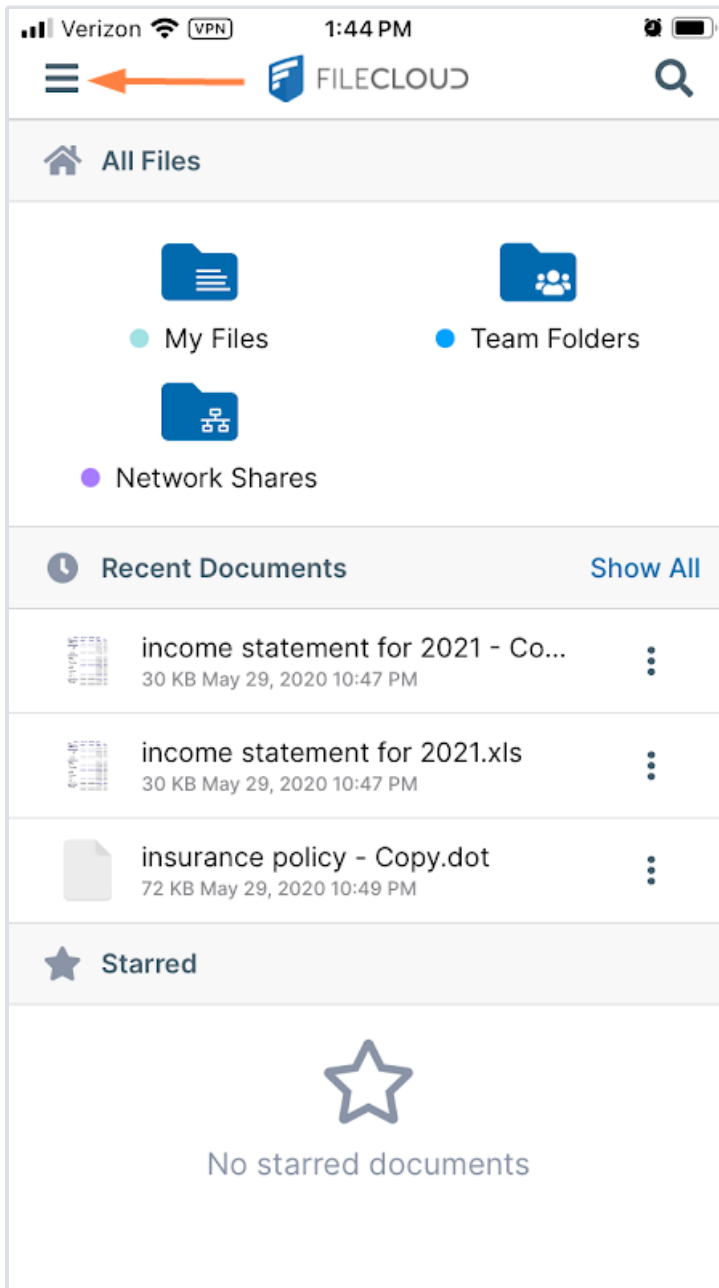 Verizon VPN 1:44 PM
FILECLOUD
All Files
My Files
Team Folders
Network Shares
Recent Documents Show All
income statement for 2021 - Co...
30 KB May 29, 2020 10:47 PM
income statement for 2021.xls
30 KB May 29, 2020 10:47 PM
insurance policy - Copy.dot
72 KB May 29, 2020 10:49 PM
Starred
No starred documents